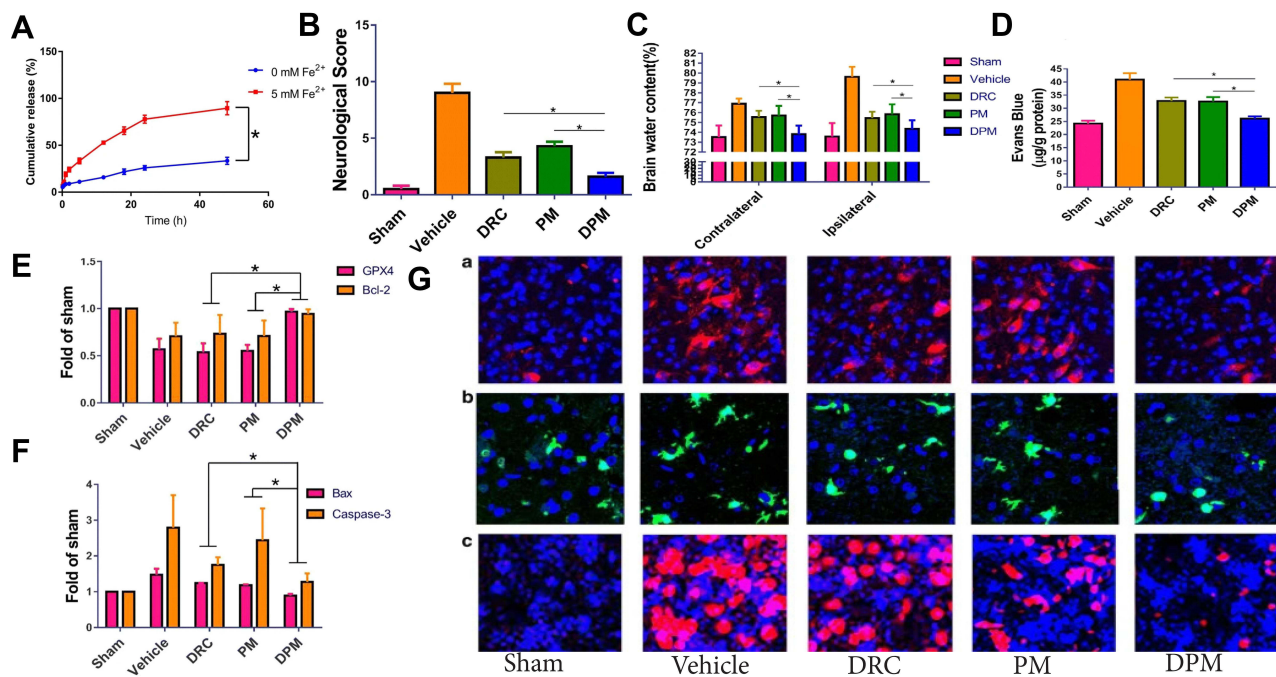 A
Cumulative release (%)
150
100
50
0
0
20
40
60
Time (h)
0 mM Fe²⁺
5 mM Fe²⁺
*
B
Neurological Score
15
10
5
0
*
*
Sham
Vehicle
DRC
PM
DPM
C
Brain water content(%)
82
81
80
79
78
77
76
75
74
73
72
*
*
*
*
Contralateral
Ipsilateral
Sham
Vehicle
DRC
PM
DPM
D
Evans Blue
(µg/g protein)
45
40
35
30
25
20
15
10
5
0
*
*
Sham
Vehicle
DRC
PM
DPM
E
Fold of sham
1.5
1.0
0.5
0.0
*
*
GPX4
Bcl-2
Sham
Vehicle
DRC
PM
DPM
F
Fold of sham
4
3
2
1
0
*
*
Bax
Caspase-3
Sham
Vehicle
DRC
PM
DPM
G
a
b
c
Sham
Vehicle
DRC
PM
DPM